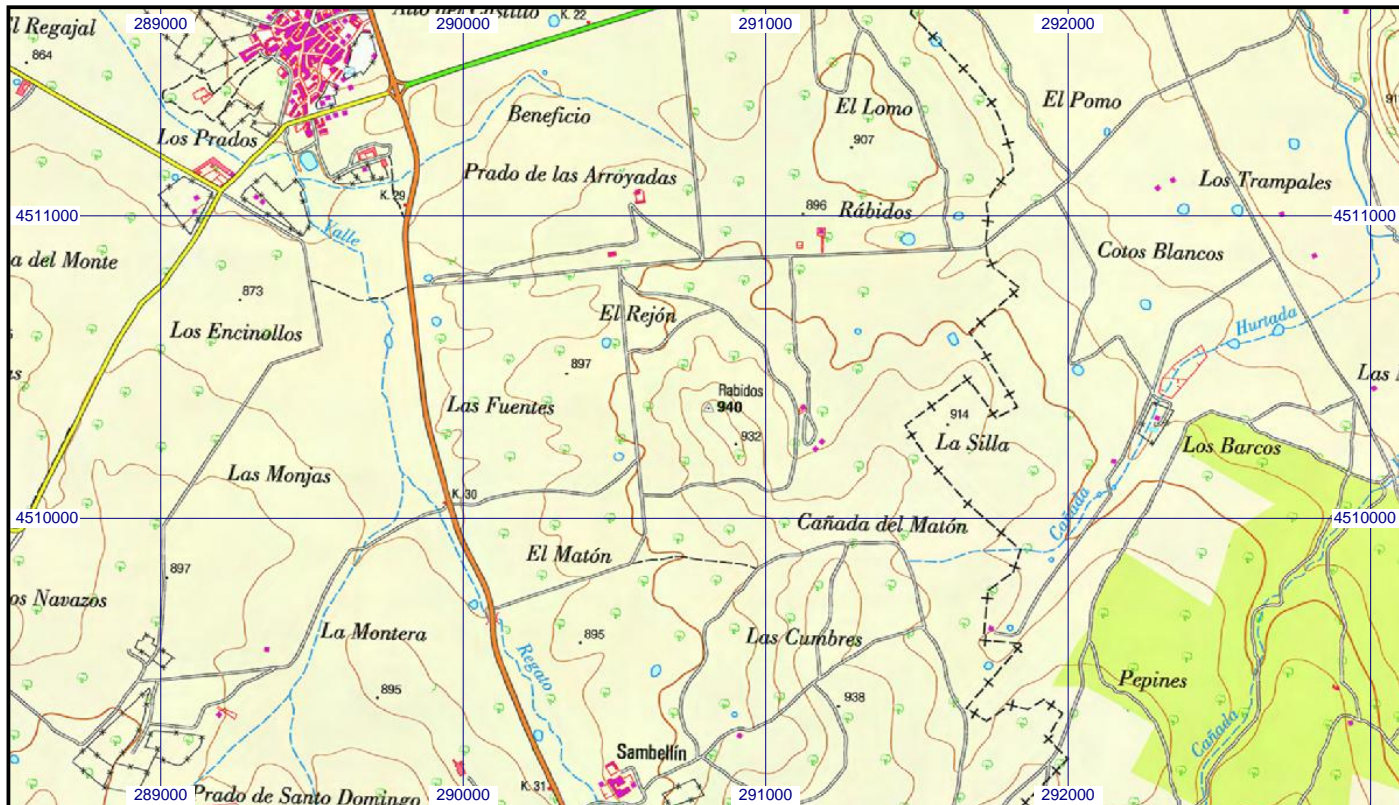 289000
290000
291000
292000
K. 22
l Regajal
864
El Lomo
El Pomo
Beneficio
907
Los Prados
Prado de las Arroyadas
Los Trampales
K. 29
896
Rábidos
4511000
4511000
Valle
a del Monte
Cotos Blancos
873
El Rejón
Hurtada
Los Encinollos
897
Rabidos
940
Las Fuentes
914
932
La Silla
Los Barcos
Las Monjas
K. 30
4510000
4510000
Cañada del Matón
Cañada
El Matón
897
os Navazos
La Montera
895
Las Cumbres
Regato
895
Pepines
938
Cañada
Sambellín
K. 31
289000
290000
291000
292000
Prado de Santo Domingo